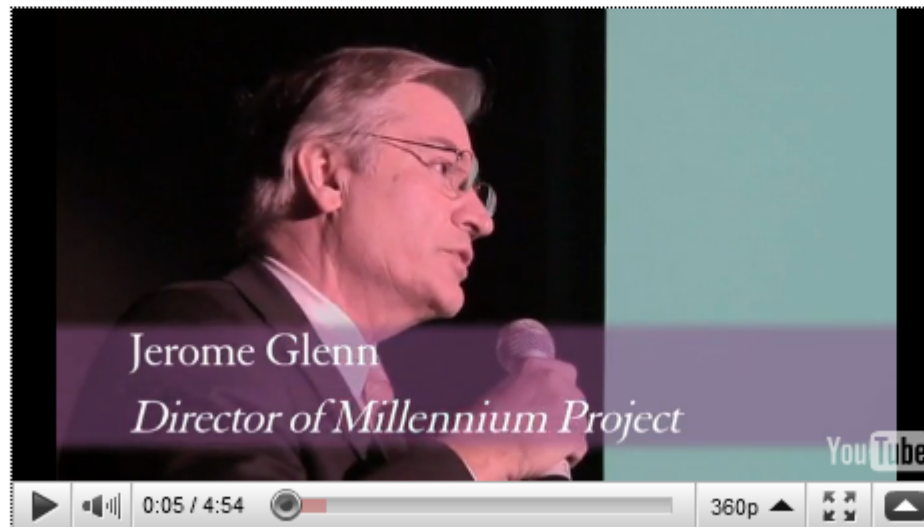 Jerome Glenn
Director of Millennium Project
YouTube
0:05 / 4:54
360p